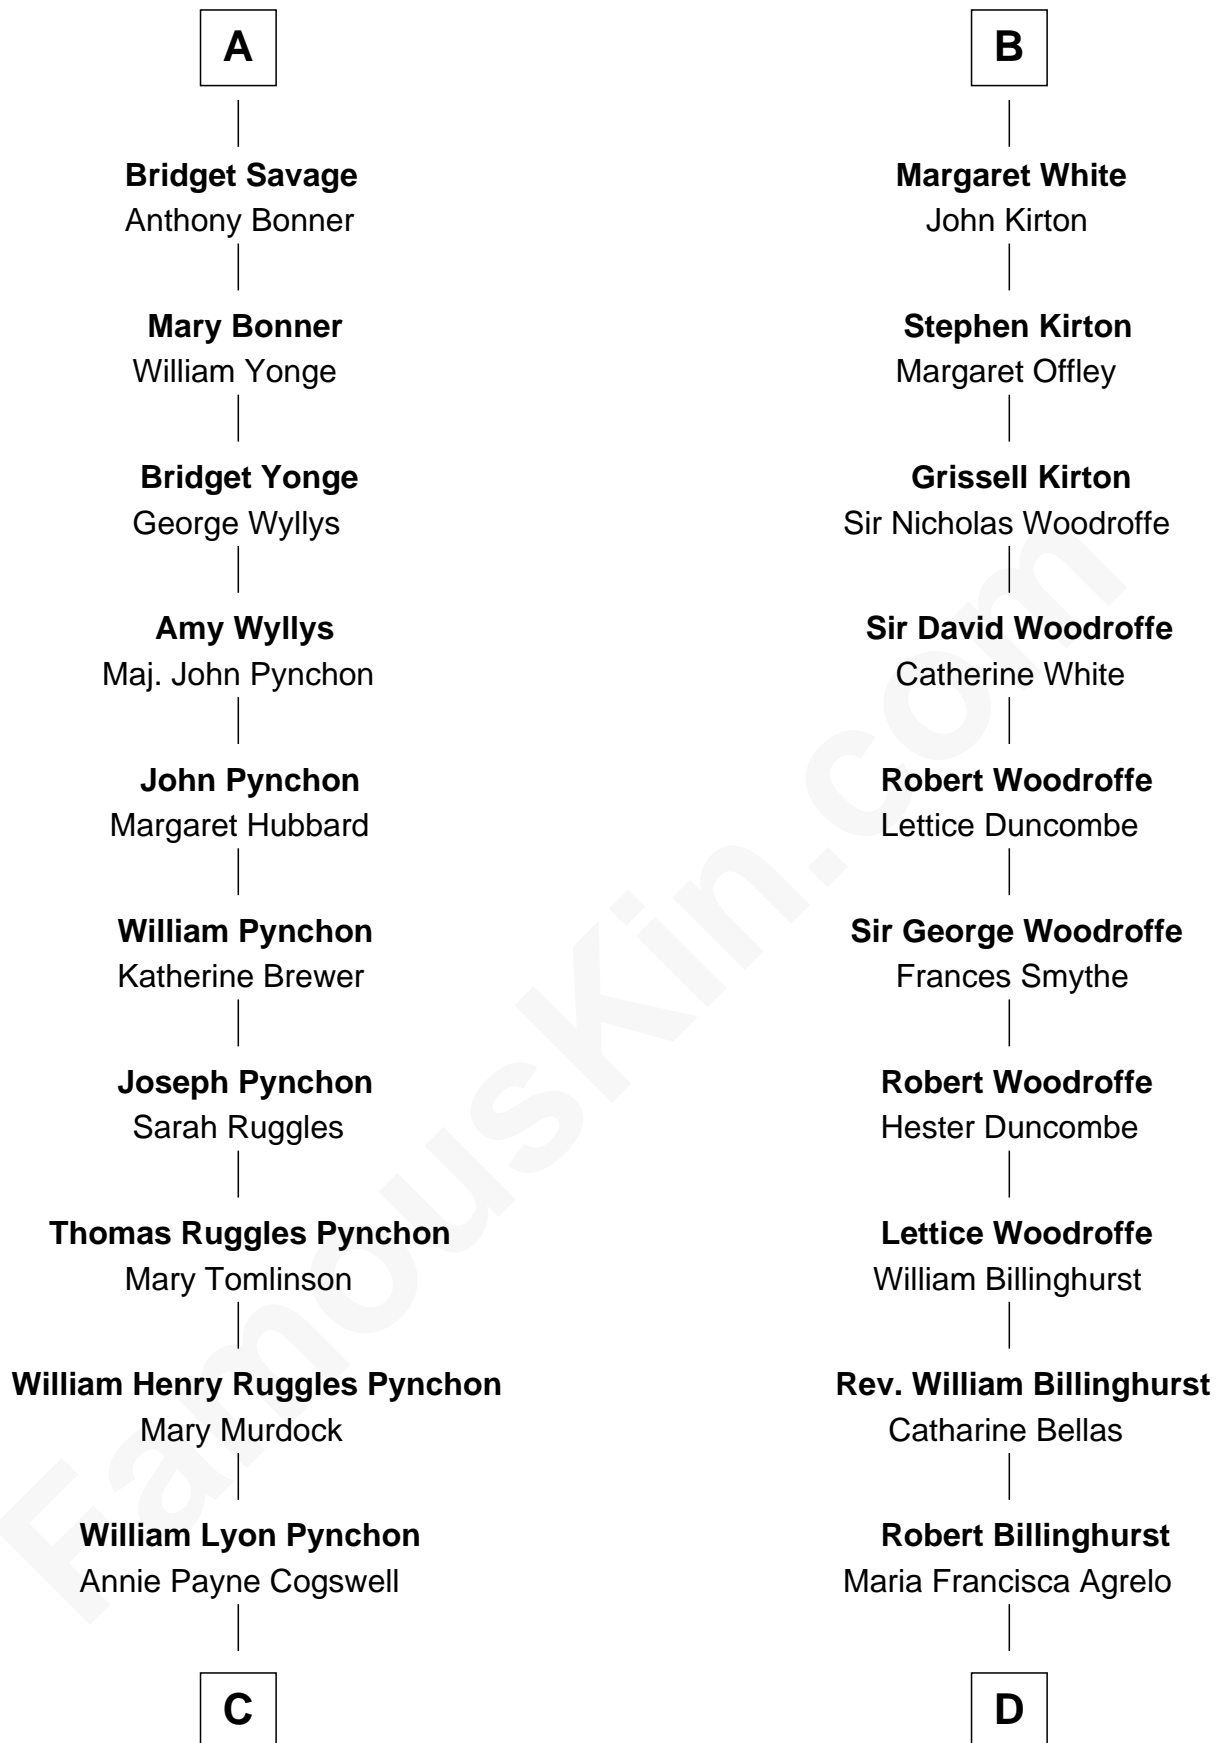 A
Bridget Savage
Anthony Bonner
Mary Bonner
William Yonge
Bridget Yonge
George Wyllys
Amy Wyllys
Maj. John Pynchon
John Pynchon
Margaret Hubbard
William Pynchon
Katherine Brewer
Joseph Pynchon
Sarah Ruggles
Thomas Ruggles Pynchon
Mary Tomlinson
William Henry Ruggles Pynchon
Mary Murdock
William Lyon Pynchon
Annie Payne Cogswell
C
B
Margaret White
John Kirton
Stephen Kirton
Margaret Offley
Grissell Kirton
Sir Nicholas Woodroffe
Sir David Woodroffe
Catherine White
Robert Woodroffe
Lettice Duncombe
Sir George Woodroffe
Frances Smythe
Robert Woodroffe
Hester Duncombe
Lettice Woodroffe
William Billinghurst
Rev. William Billinghurst
Catharine Bellas
Robert Billinghurst
Maria Francisca Agrelo
D
FamousKin.com